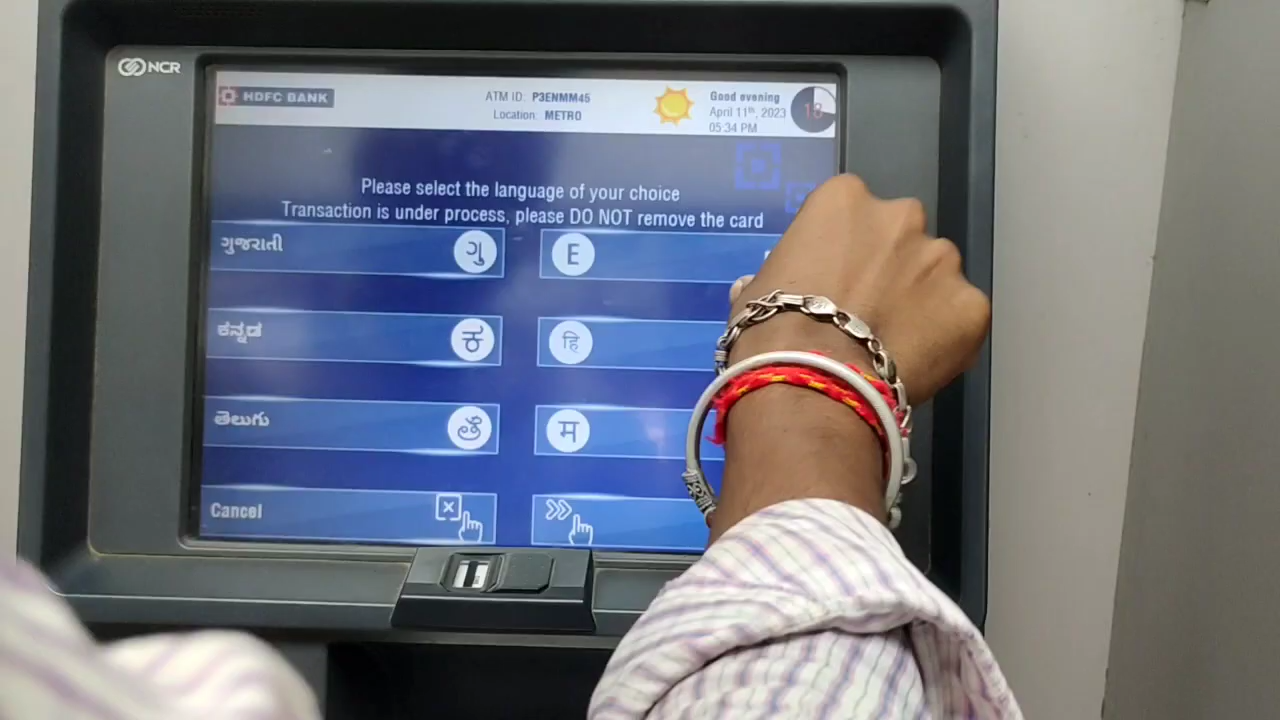 NCR
HDFC BANK
ATM ID: P3ENMM45
Location: METRO
Good evening
April 11th, 2023
05:34 PM
18
Please select the language of your choice
Transaction is under process, please DO NOT remove the card
ગુજરાતી ગુ
E
ಕನ್ನಡ ಕ
हि
తెలుగు తె
म
Cancel